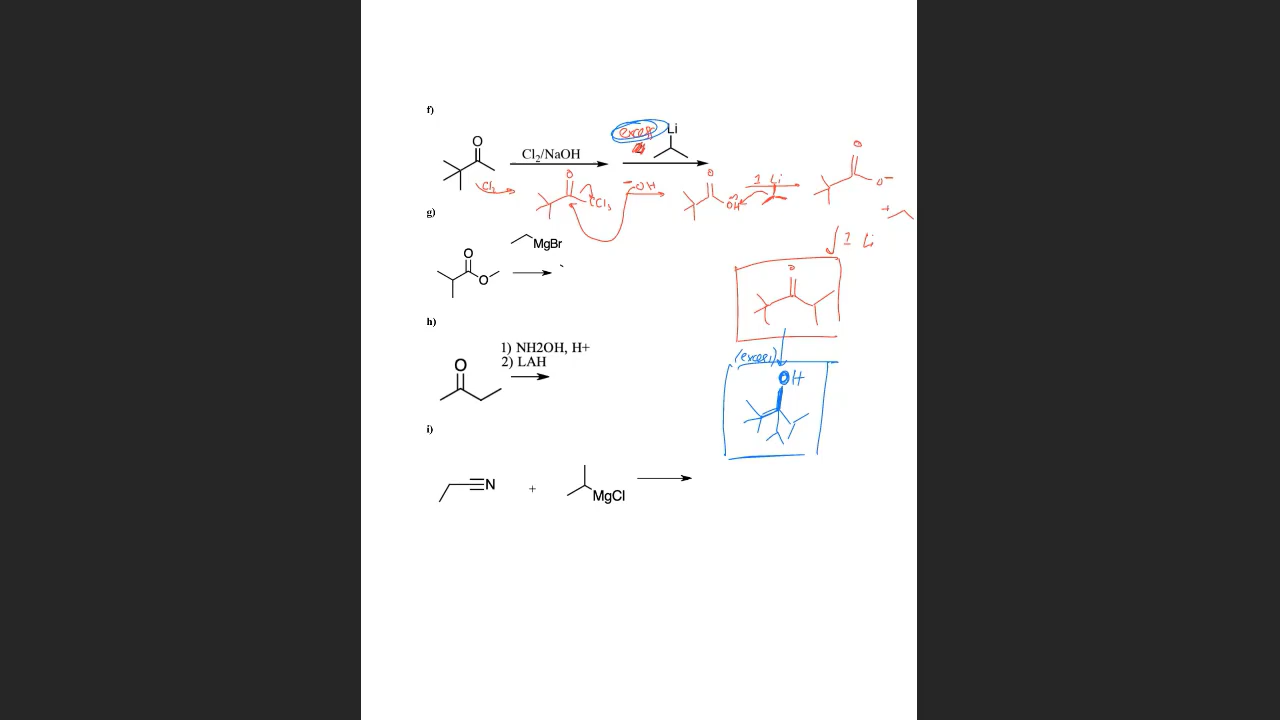 f)
O
excess
Li
Cl₂/NaOH
O
Cl₂
O
CCl₃
⁻OH
O
OH
1 Li
O⁻
+
g)
MgBr
1 Li
O
O
O
h)
1) NH2OH, H+
2) LAH
(excess)
O
OH
i)
N
+
MgCl